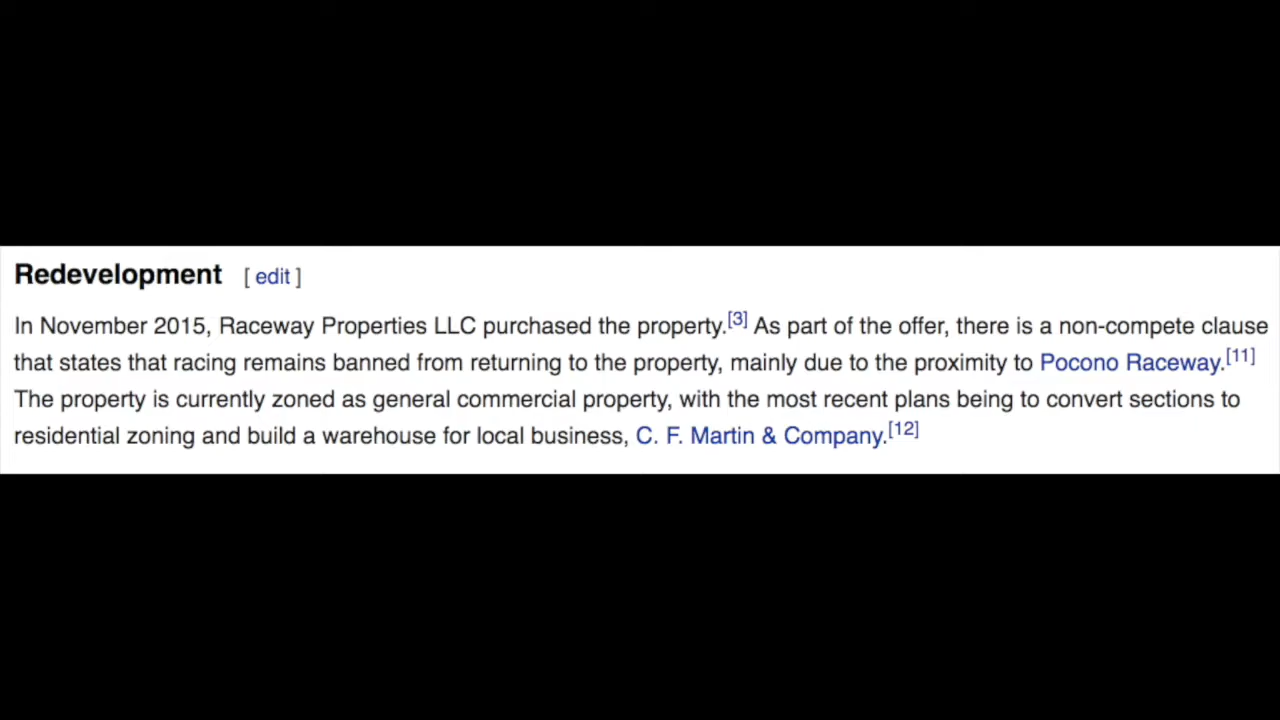 Redevelopment [ edit ]
In November 2015, Raceway Properties LLC purchased the property.[3] As part of the offer, there is a non-compete clause
that states that racing remains banned from returning to the property, mainly due to the proximity to Pocono Raceway.[11]
The property is currently zoned as general commercial property, with the most recent plans being to convert sections to
residential zoning and build a warehouse for local business, C. F. Martin & Company.[12]